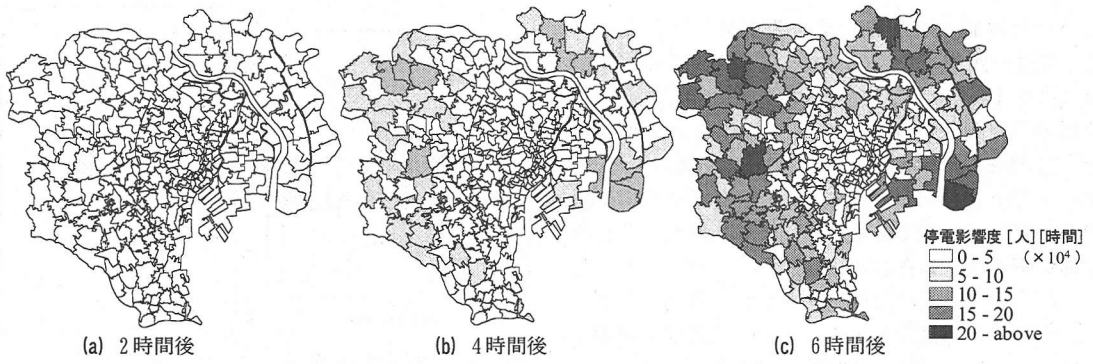 停電影響度 [人][時間]
0 - 5 (×10⁴)
5 - 10
10 - 15
15 - 20
20 - above
(a) 2時間後
(b) 4時間後
(c) 6時間後